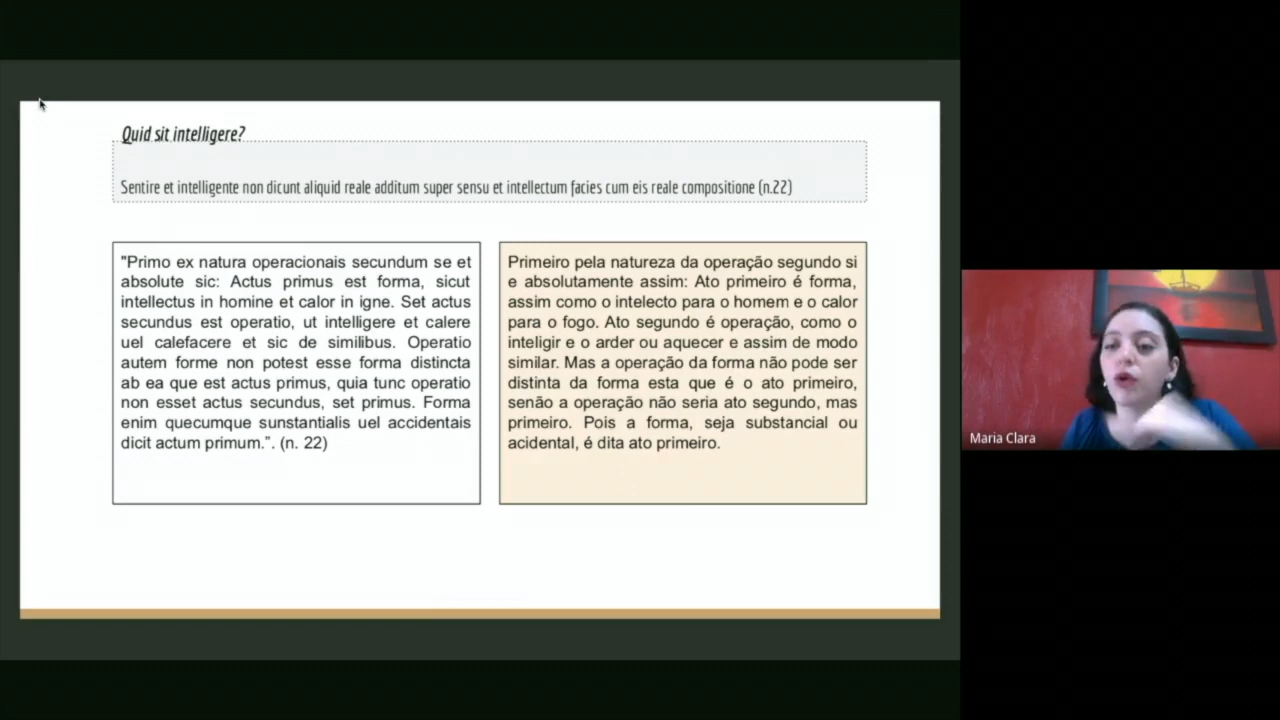 Quid sit intelligere?
Sentire et intelligente non dicunt aliquid reale additum super sensu et intellectum facies cum eis reale compositione (n.22)
"Primo ex natura operacionais secundum se et
absolute sic: Actus primus est forma, sicut
intellectus in homine et calor in igne. Set actus
secundus est operatio, ut intelligere et calere
uel calefacere et sic de similibus. Operatio
autem forme non potest esse forma distincta
ab ea que est actus primus, quia tunc operatio
non esset actus secundus, set primus. Forma
enim quecumque sunstantialis uel accidentais
dicit actum primum.”. (n. 22)
Primeiro pela natureza da operação segundo si
e absolutamente assim: Ato primeiro é forma,
assim como o intelecto para o homem e o calor
para o fogo. Ato segundo é operação, como o
inteligir e o arder ou aquecer e assim de modo
similar. Mas a operação da forma não pode ser
distinta da forma esta que é o ato primeiro,
senão a operação não seria ato segundo, mas
primeiro. Pois a forma, seja substancial ou
acidental, é dita ato primeiro.
Maria Clara